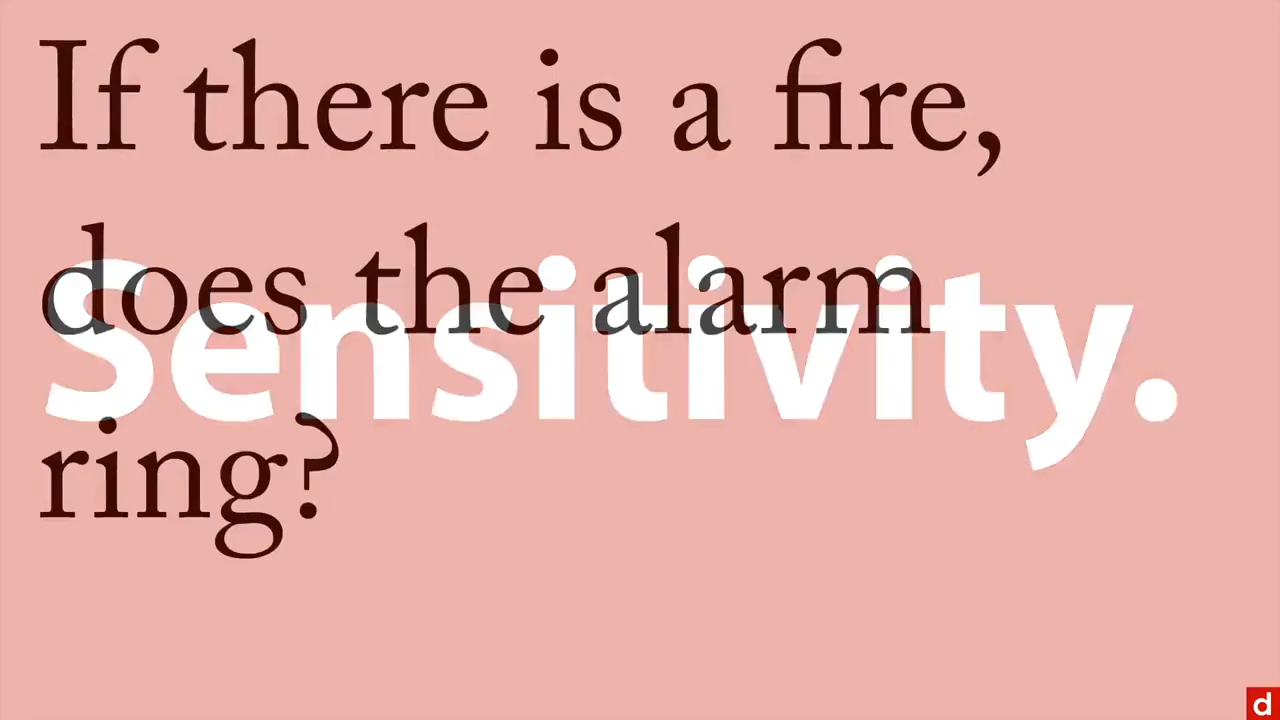 If there is a fire,
does the alarm
Sensitivity.
ring?
d